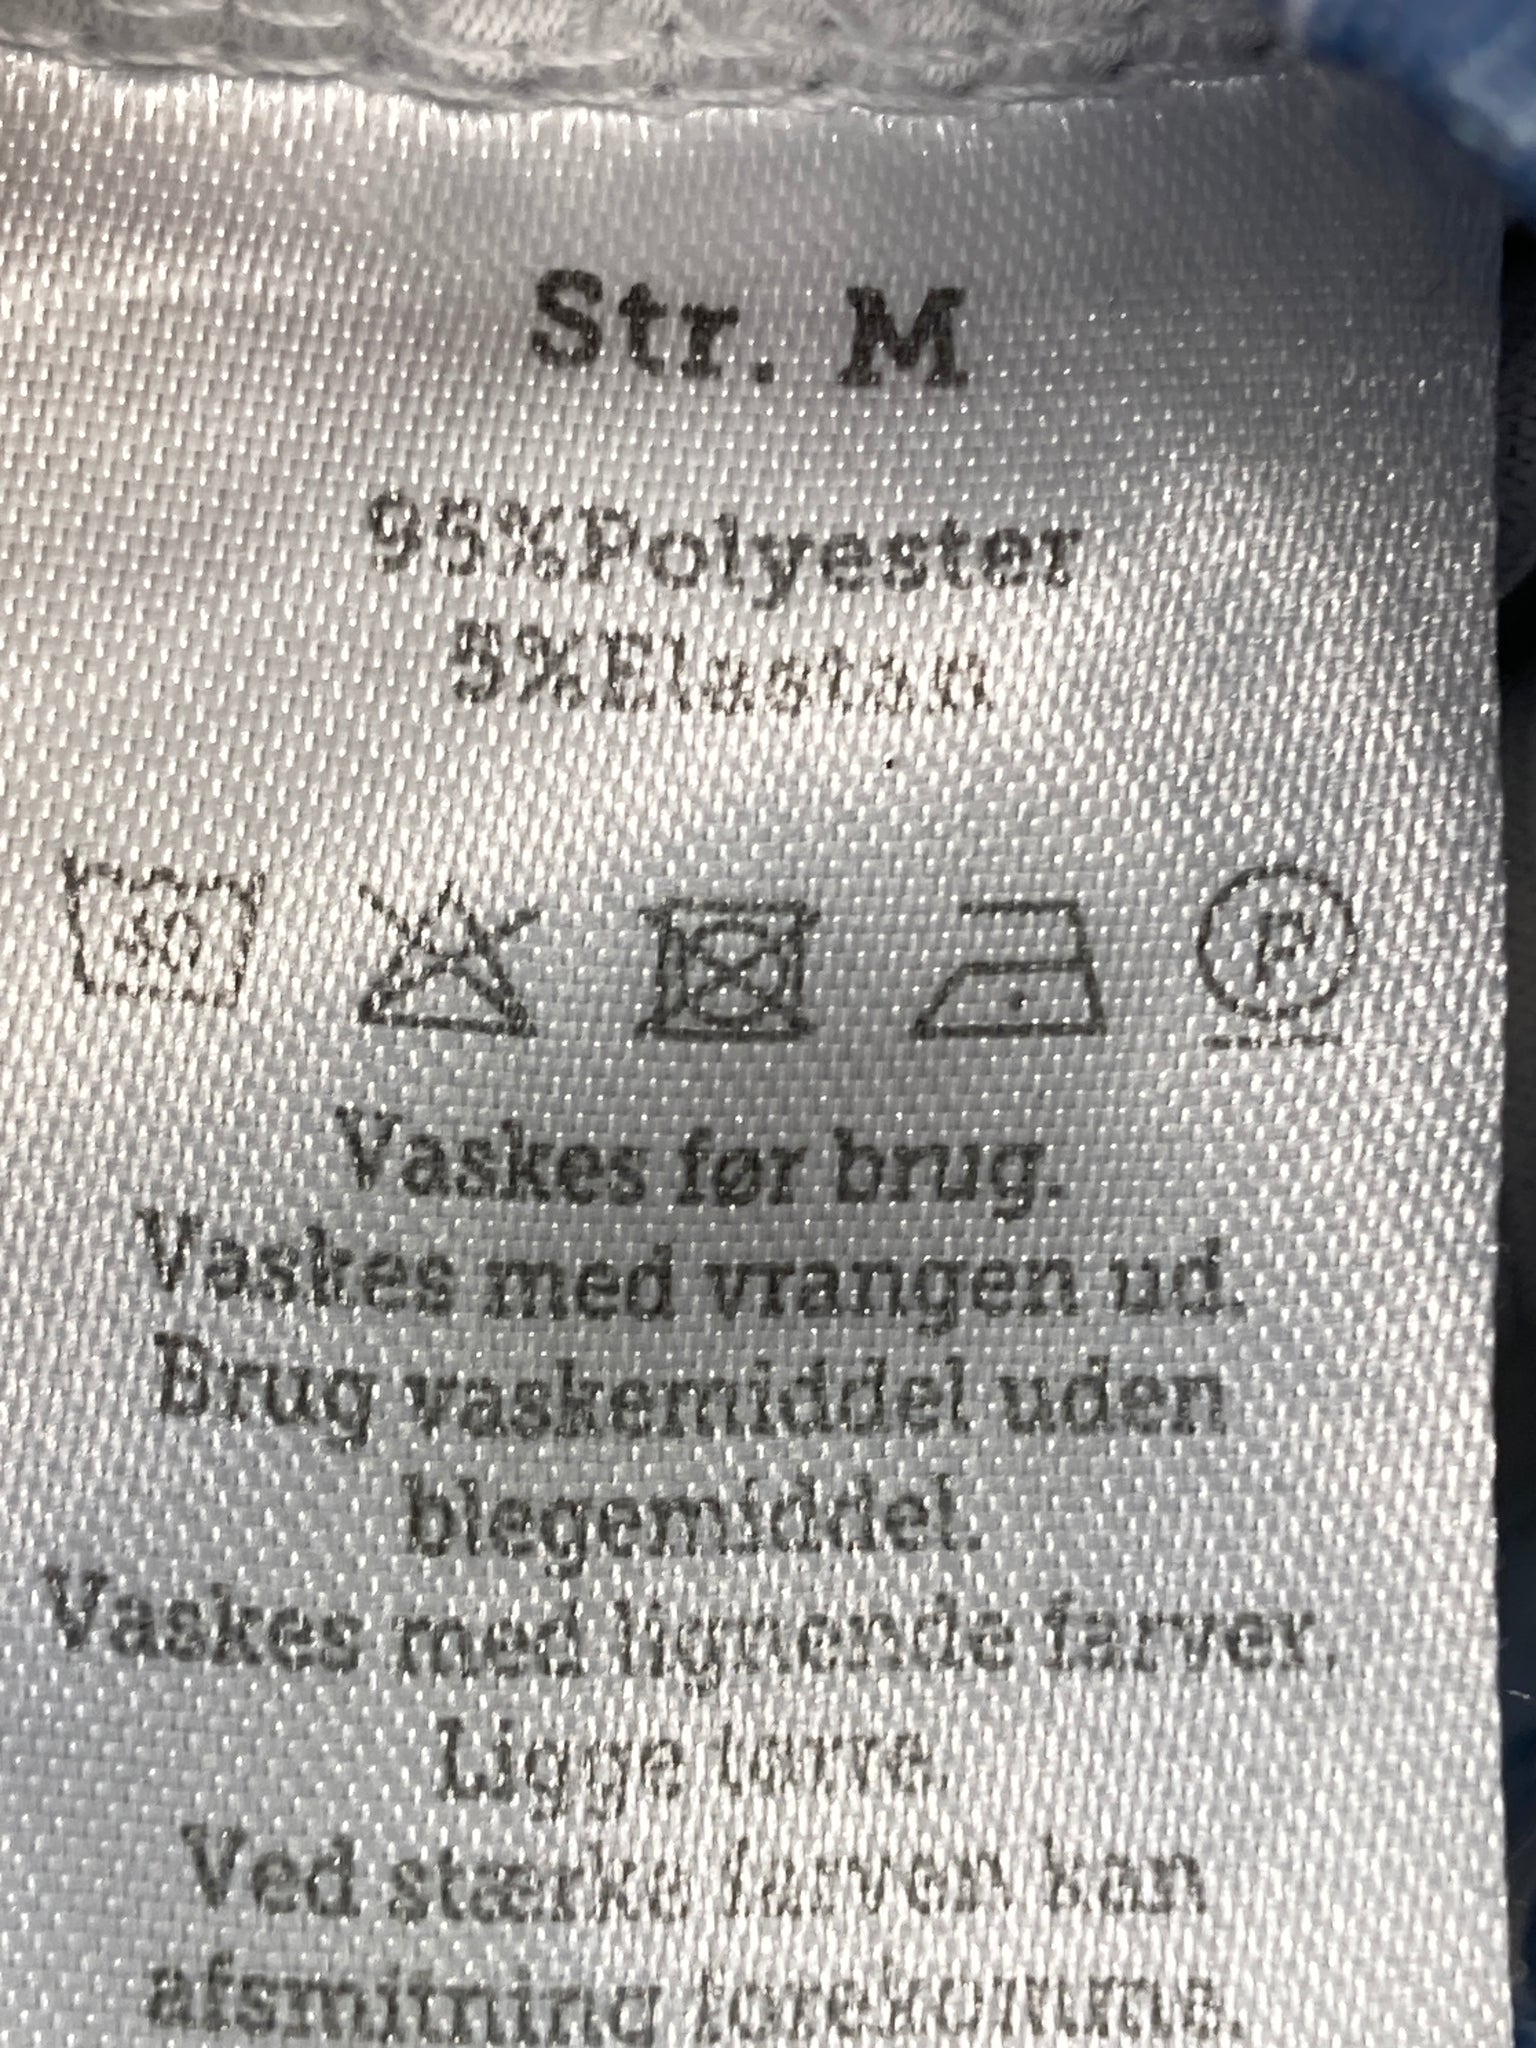 Str. M
95%Polyester
5%Elastan
40
P
Vaskes før brug.
Vaskes med vrangen ud.
Brug vaskemiddel uden
blegemiddel.
Vaskes med lignende farver.
Ligge tørre.
Ved stærke farven kan
afsmitning forekomme.